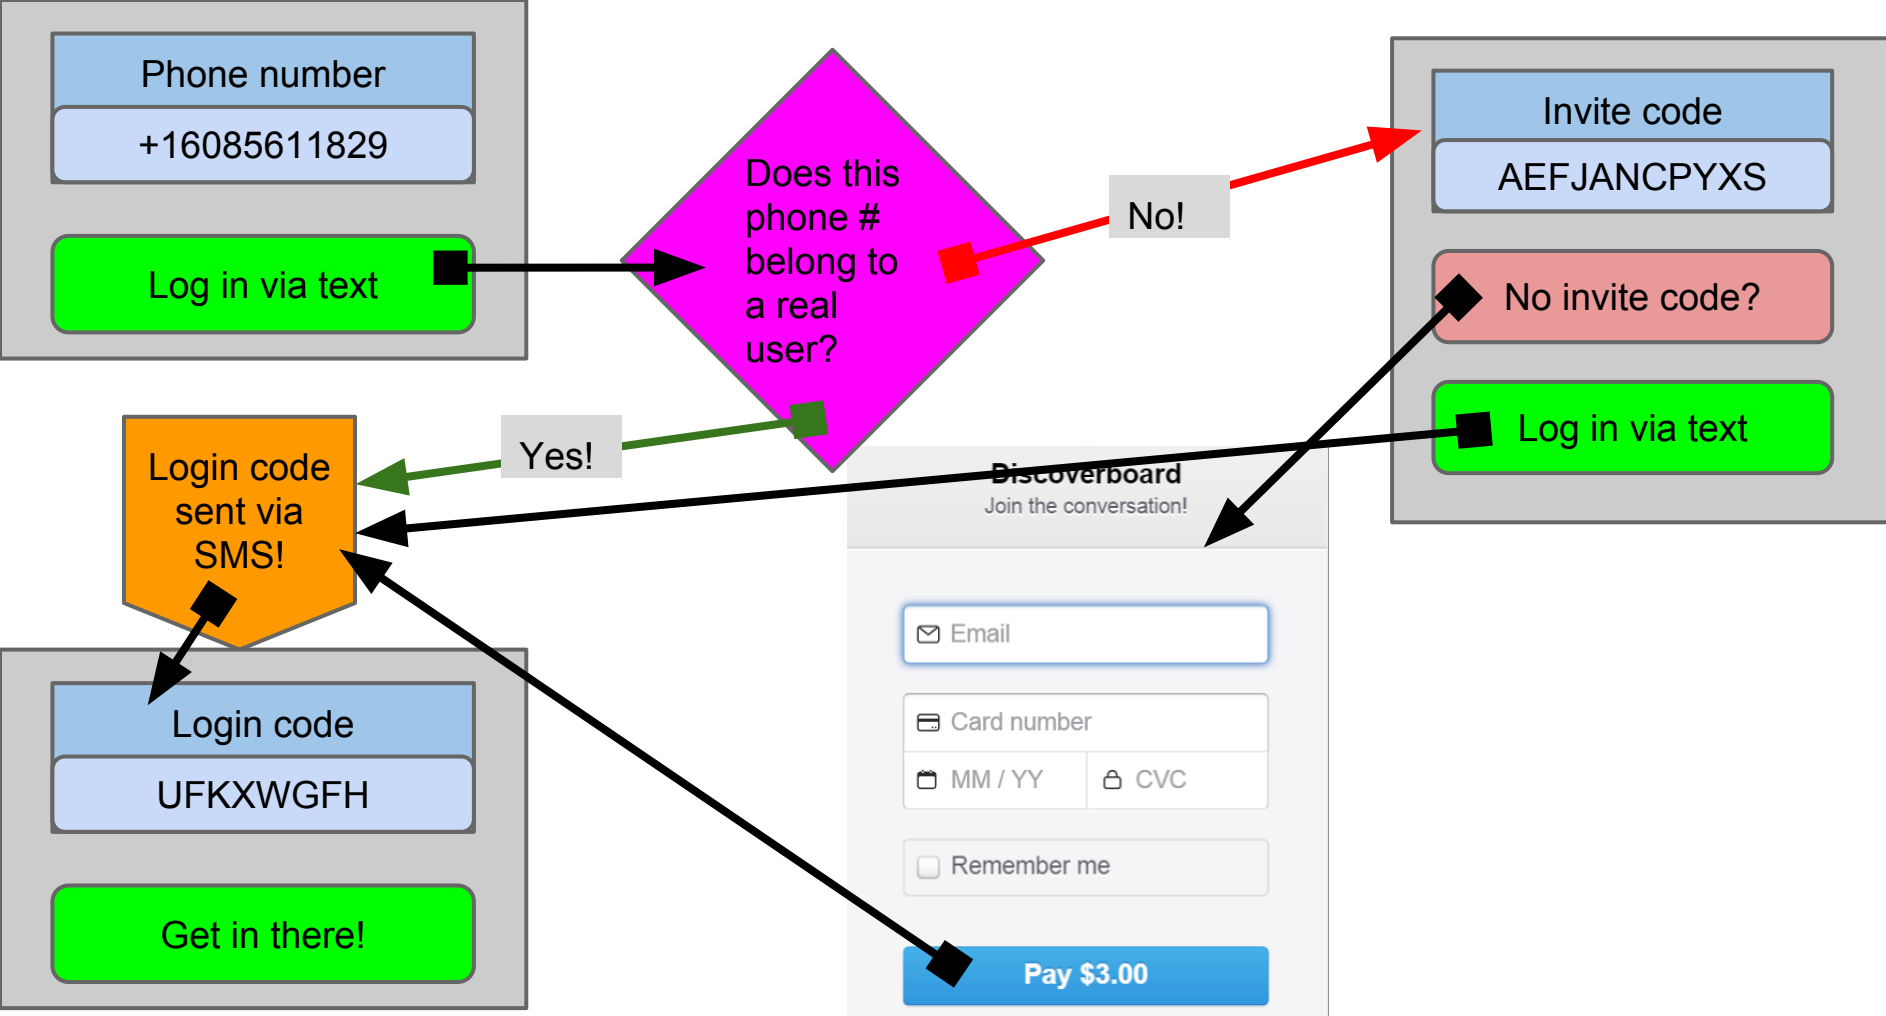 Phone number
+16085611829
Log in via text
Does this
phone #
belong to
a real
user?
No!
Invite code
AEFJANCPYXS
No invite code?
Log in via text
Yes!
Login code
sent via
SMS!
Login code
UFKXWGFH
Get in there!
Discoverboard
Join the conversation!
Email
Card number
MM / YY
CVC
Remember me
Pay $3.00